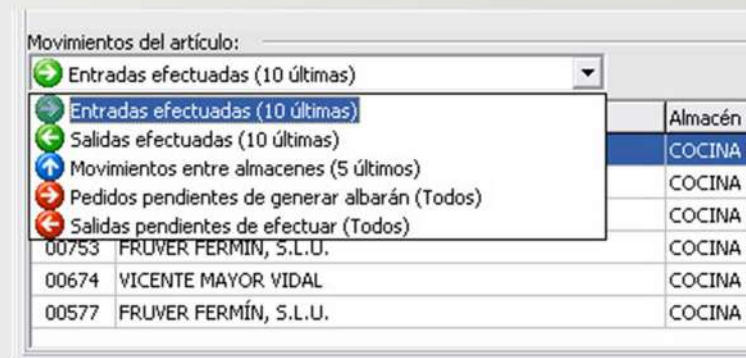 Movimientos del artículo:
Entradas efectuadas (10 últimas)
Entradas efectuadas (10 últimas)
Salidas efectuadas (10 últimas)
Movimientos entre almacenes (5 últimos)
Pedidos pendientes de generar albarán (Todos)
Salidas pendientes de efectuar (Todos)
Almacén
COCINA
COCINA
COCINA
00753 FRUVER FERMÍN, S.L.U. COCINA
00674 VICENTE MAYOR VIDAL COCINA
00577 FRUVER FERMÍN, S.L.U. COCINA